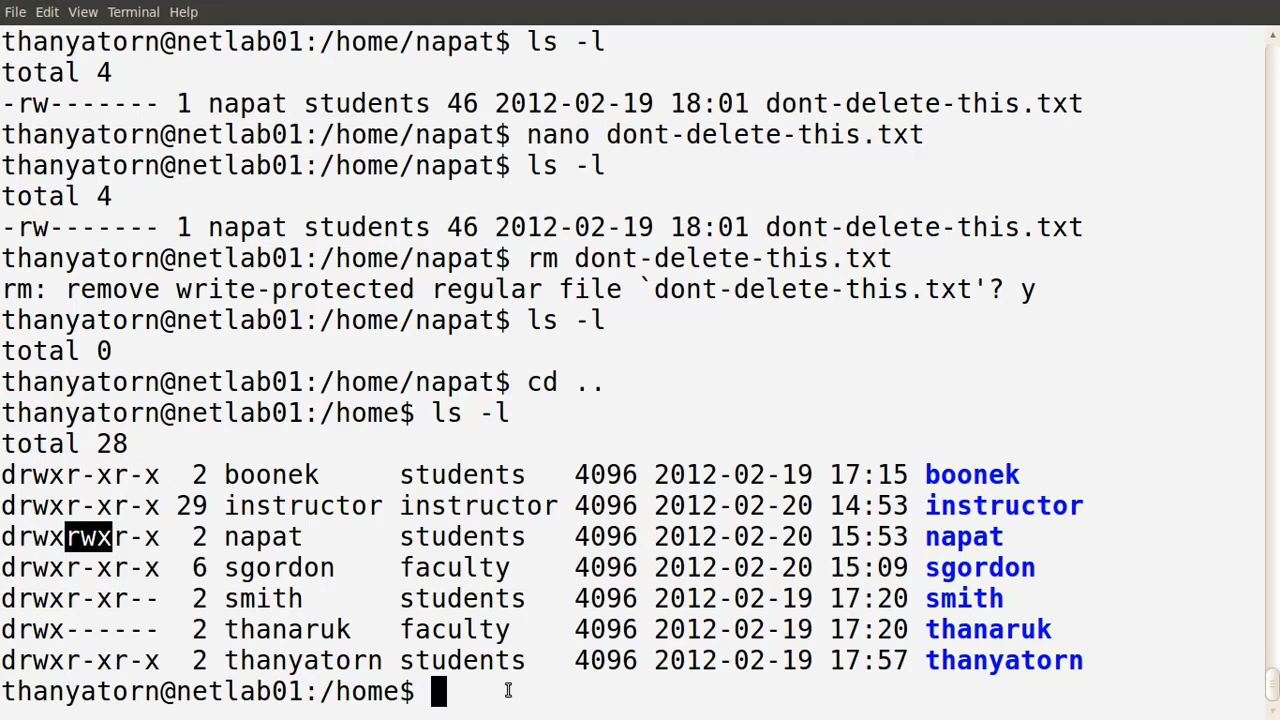 File Edit View Terminal Help
thanyatorn@netlab01:/home/napat$ ls -l
total 4
-rw------- 1 napat students 46 2012-02-19 18:01 dont-delete-this.txt
thanyatorn@netlab01:/home/napat$ nano dont-delete-this.txt
thanyatorn@netlab01:/home/napat$ ls -l
total 4
-rw------- 1 napat students 46 2012-02-19 18:01 dont-delete-this.txt
thanyatorn@netlab01:/home/napat$ rm dont-delete-this.txt
rm: remove write-protected regular file `dont-delete-this.txt'? y
thanyatorn@netlab01:/home/napat$ ls -l
total 0
thanyatorn@netlab01:/home/napat$ cd ..
thanyatorn@netlab01:/home$ ls -l
total 28
drwxr-xr-x  2 boonek     students   4096 2012-02-19 17:15 boonek
drwxr-xr-x 29 instructor instructor 4096 2012-02-20 14:53 instructor
drwxrwxr-x  2 napat      students   4096 2012-02-20 15:53 napat
drwxr-xr-x  6 sgordon    faculty    4096 2012-02-20 15:09 sgordon
drwxr-xr--  2 smith      students   4096 2012-02-19 17:20 smith
drwx------  2 thanaruk   faculty    4096 2012-02-19 17:20 thanaruk
drwxr-xr-x  2 thanyatorn students   4096 2012-02-19 17:57 thanyatorn
thanyatorn@netlab01:/home$